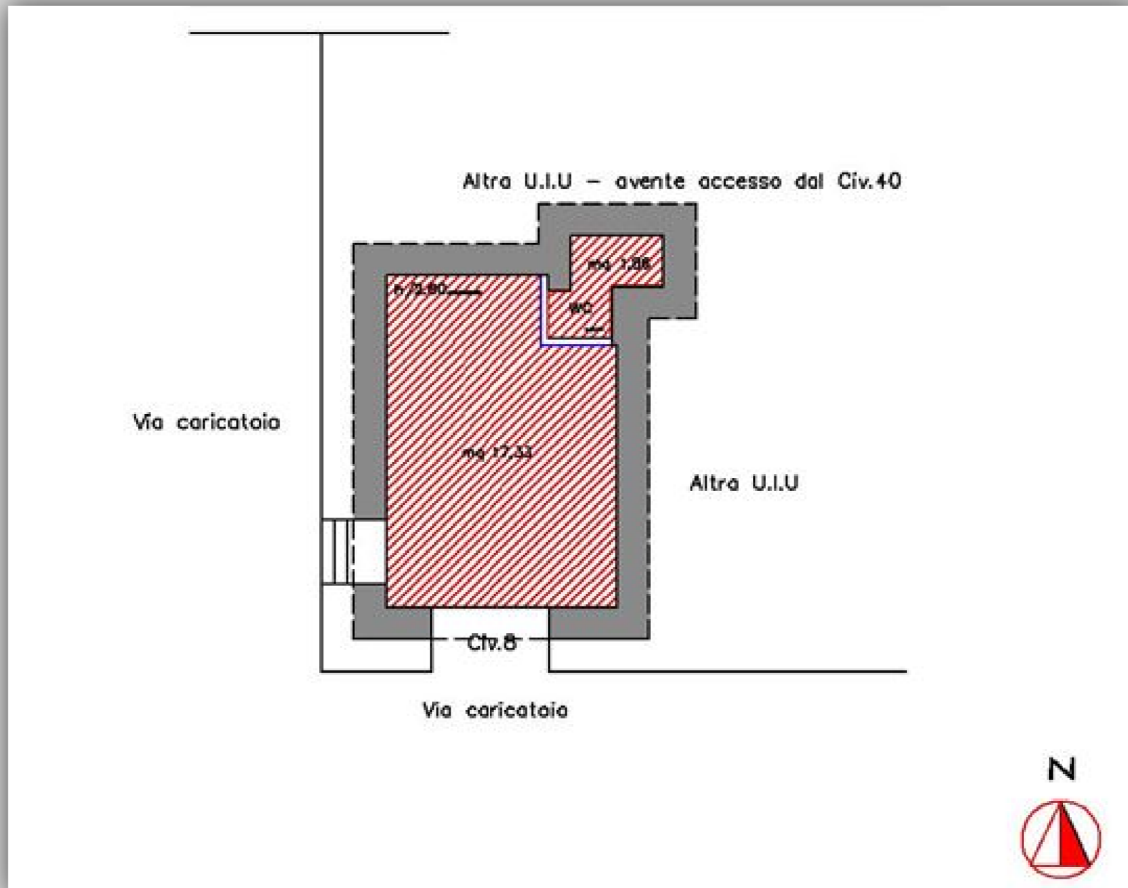 Altra U.I.U – avente accesso dal Civ.40
mq 1,88
h/2.80
WC
Via caricatoio
mq 17,33
Altra U.I.U
Civ.8
Via caricatoio
N